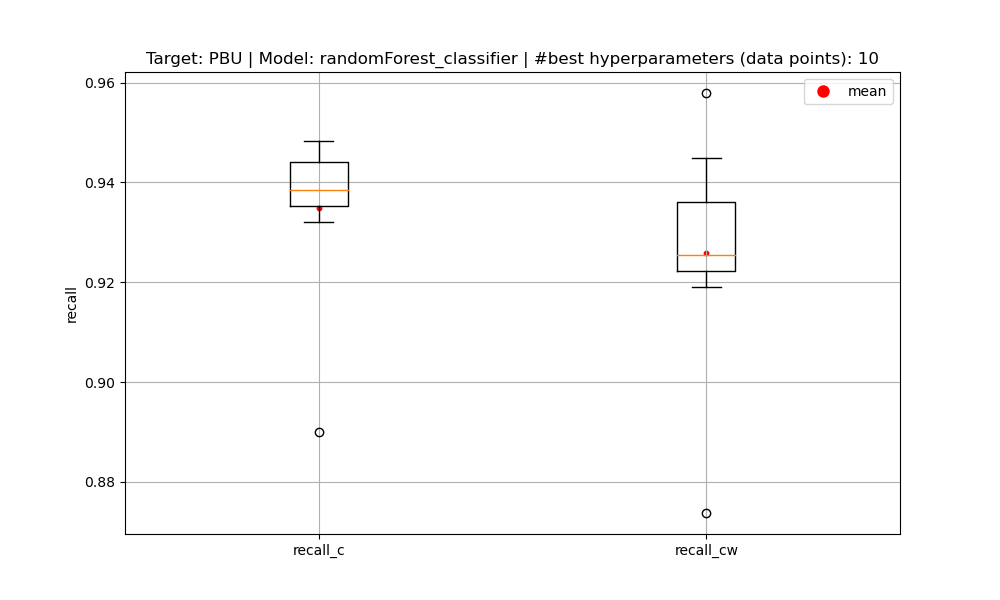 Target: PBU | Model: randomForest_classifier | #best hyperparameters (data points): 10
mean
recall
0.96
0.94
0.92
0.90
0.88
recall_c
recall_cw